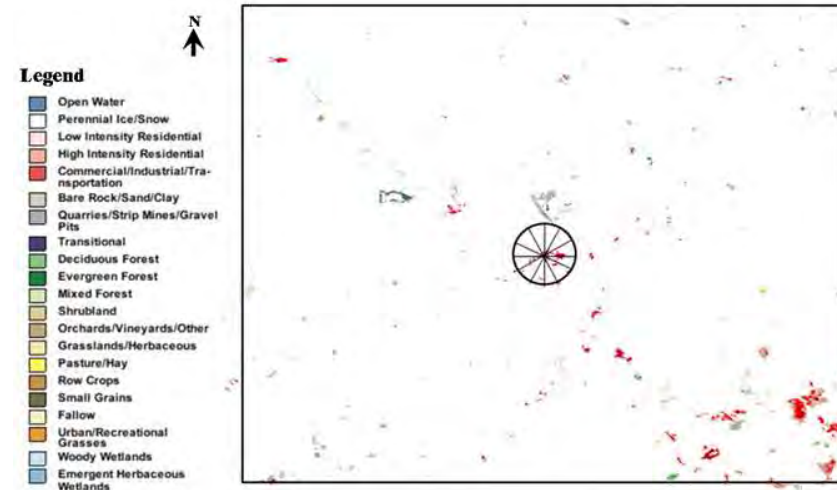 N
Legend
Open Water
Perennial Ice/Snow
Low Intensity Residential
High Intensity Residential
Commercial/Industrial/Tra-
nsportation
Bare Rock/Sand/Clay
Quarries/Strip Mines/Gravel
Pits
Transitional
Deciduous Forest
Evergreen Forest
Mixed Forest
Shrubland
Orchards/Vineyards/Other
Grasslands/Herbaceous
Pasture/Hay
Row Crops
Small Grains
Fallow
Urban/Recreational
Grasses
Woody Wetlands
Emergent Herbaceous
Wetlands